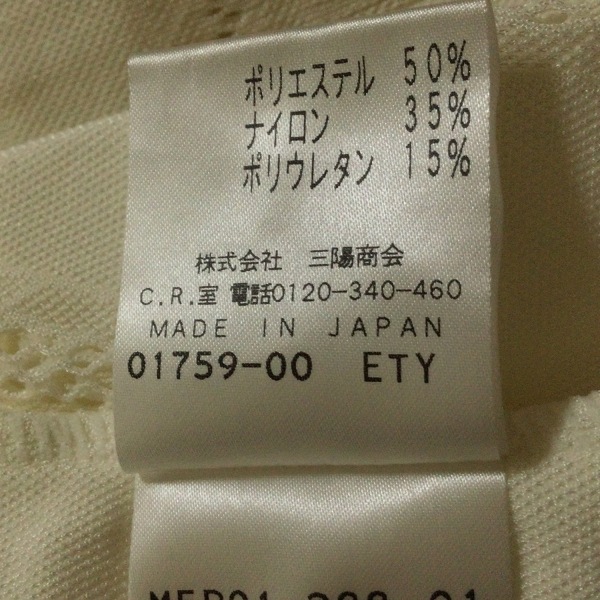 ポリエステル 50%
ナイロン 35%
ポリウレタン 15%
株式会社 三陽商会
C.R.室 電話0120-340-460
MADE IN JAPAN
01759-00 ETY